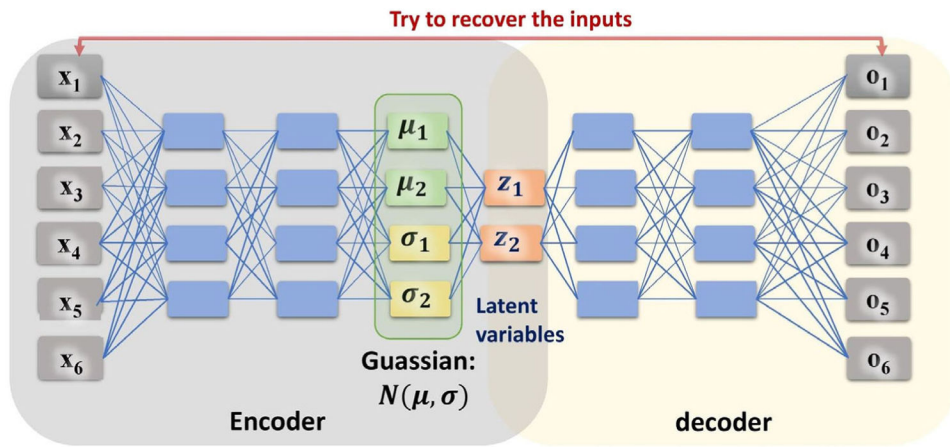 Try to recover the inputs
x1
x2
x3
x4
x5
x6
μ1
μ2
σ1
σ2
Guassian:
N(μ, σ)
Encoder
z1
z2
Latent
variables
decoder
o1
o2
o3
o4
o5
o6